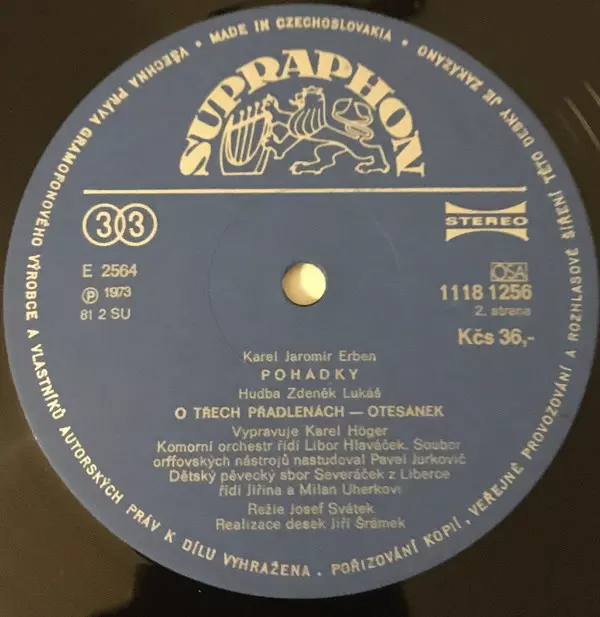 VŠECHNA PRÁVA GRAMOFONOVÉHO VÝROBCE A VLASTNÍKŮ AUTORSKÝCH PRÁV K DÍLU VYHRAŽENA. POŘIZOVÁNÍ KOPIÍ, VEŘEJNÉ PROVOZOVÁNÍ A ROZHLASOVÉ ŠÍŘENÍ TÉTO DESKY JE ZAKÁZÁNO • MADE IN CZECHOSLOVAKIA •
SUPRAPHON
33
STEREO
E 2564
℗ 1973
81 2 SU
OSA
1118 1256
2. strana
Kčs 36,-
Karel Jaromír Erben
POHÁDKY
Hudba Zdeněk Lukáš
O TŘECH PŘADLENÁCH — OTESÁNEK
Vypravuje Karel Höger
Komorní orchestr řídí Libor Hlaváček. Soubor
orffovských nástrojů nastudoval Pavel Jurkovič
Dětský pěvecký sbor Severáček z Liberce
řídí Jiřina a Milan Uherkovi
Režie Josef Svátek
Realizace desek Jiří Šrámek